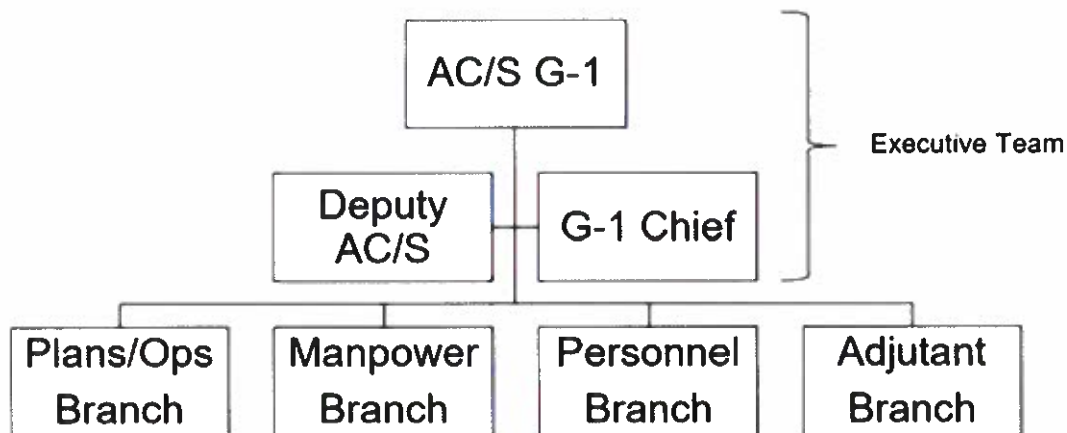 AC/S G-1
Executive Team
Deputy
AC/S
G-1 Chief
Plans/Ops
Branch
Manpower
Branch
Personnel
Branch
Adjutant
Branch